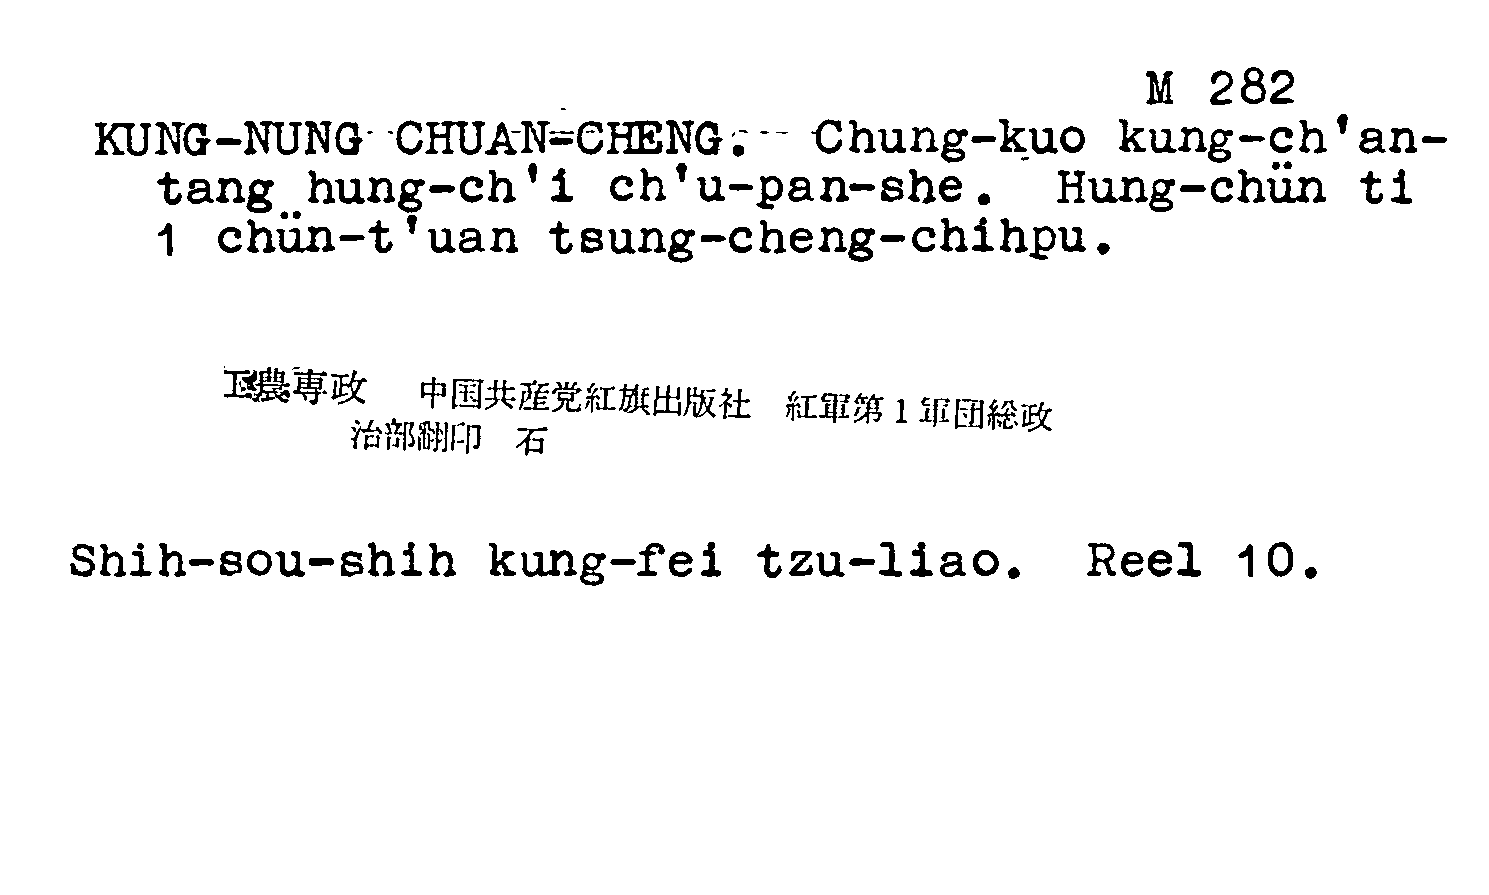 M 282
KUNG-NUNG CHUAN-CHENG. Chung-kuo kung-ch'an-
tang hung-ch'i ch'u-pan-she. Hung-chün ti
1 chün-t'uan tsung-cheng-chihpu.
工農専政 中国共産党紅旗出版社 紅軍第1軍団総政
治部翻印 石
Shih-sou-shih kung-fei tzu-liao. Reel 10.